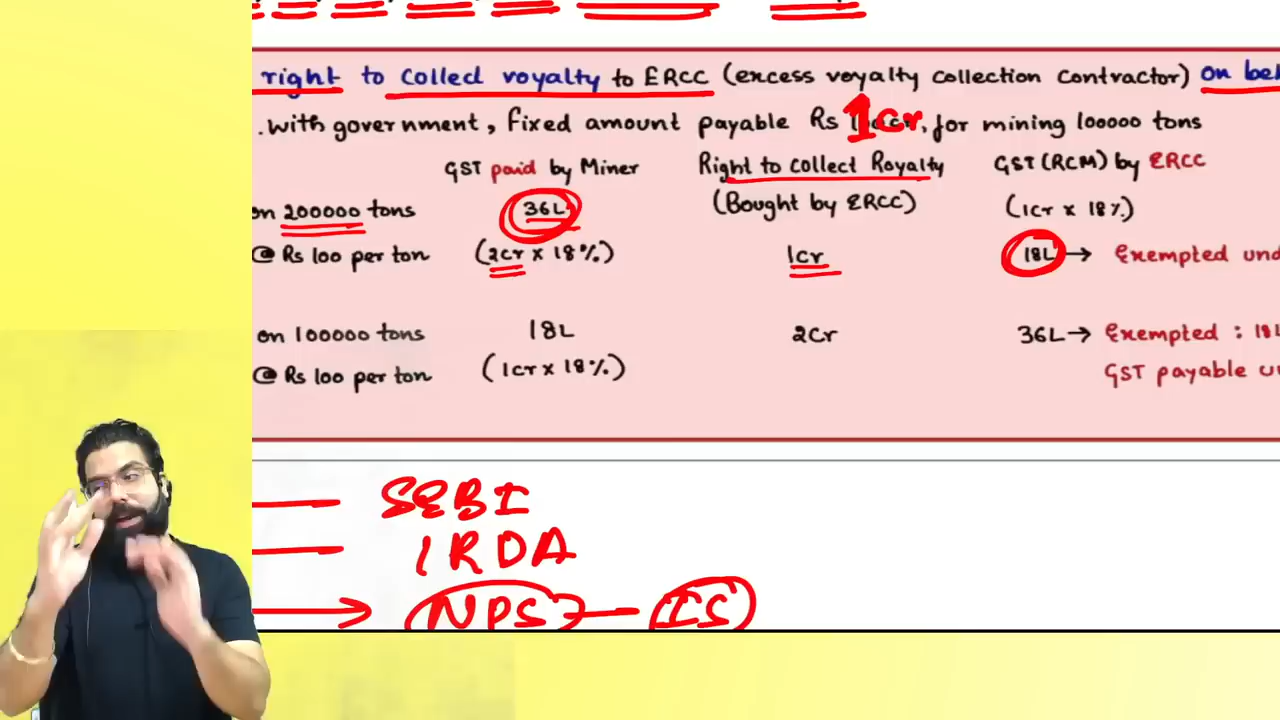 right to collect royalty to ERCC (excess royalty collection contractor) on
. With government, fixed amount payable Rs 1cr, for mining 100000 tons
GST paid by Miner Right to collect Royalty GST (RCM) by ERCC
on 200000 tons 36L (Bought by ERCC) (1cr x 18%)
@ Rs 100 per ton (2cr x 18%) 1cr 18L → Exempted
on 100000 tons 18L 2Cr 36L → Exempted : 18L
@ Rs 100 per ton (1cr x 18%) GST payable
SEBI
IRDA
NPS — IS